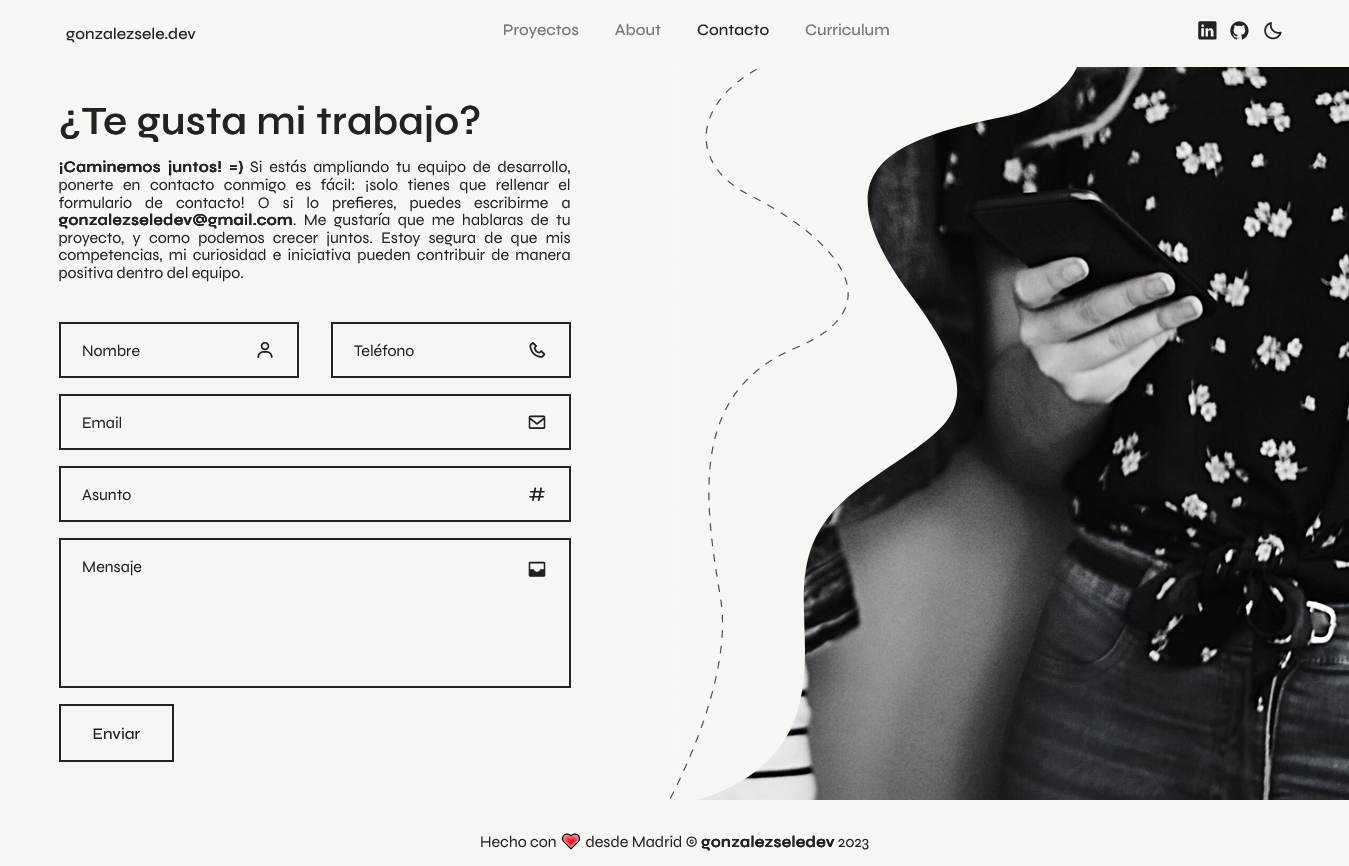 gonzalezsele.dev
Proyectos About Contacto Curriculum
¿Te gusta mi trabajo?
¡Caminemos juntos! =) Si estás ampliando tu equipo de desarrollo,
ponerte en contacto conmigo es fácil: ¡solo tienes que rellenar el
formulario de contacto! O si lo prefieres, puedes escribirme a
gonzalezseledev@gmail.com. Me gustaría que me hablaras de tu
proyecto, y como podemos crecer juntos. Estoy segura de que mis
competencias, mi curiosidad e iniciativa pueden contribuir de manera
positiva dentro del equipo.
Nombre
Teléfono
Email
Asunto
Mensaje
Enviar
Hecho con ❤️ desde Madrid © gonzalezseledev 2023